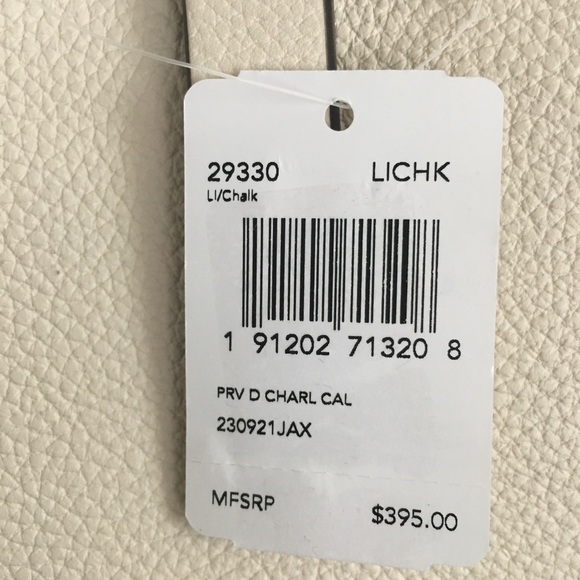 29330 LICHK
LI/Chalk
1 91202 71320 8
PRV D CHARL CAL
230921JAX
MFSRP $395.00